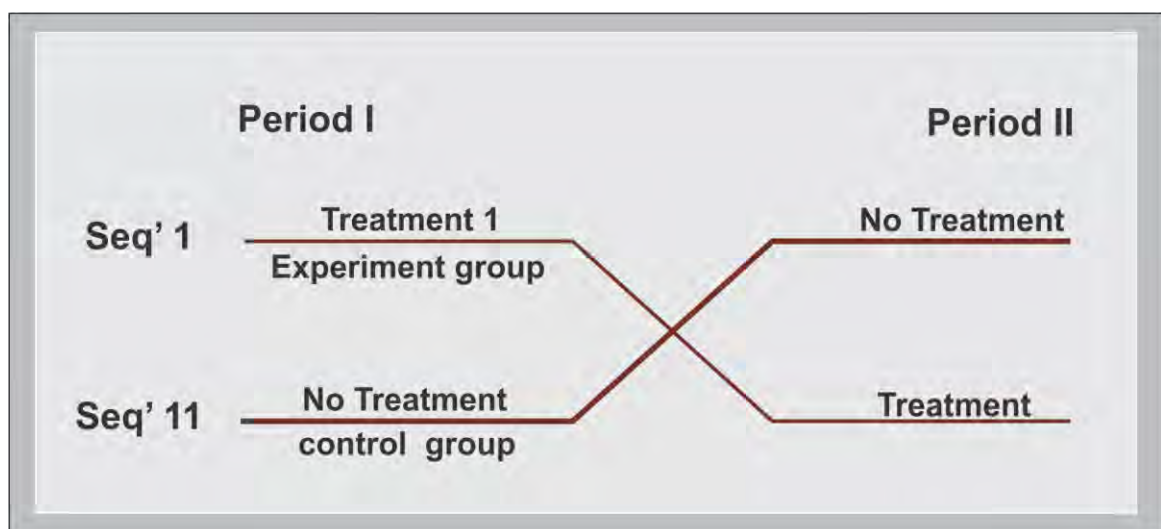 Period I
Period II
Seq' 1
Treatment 1
Experiment group
No Treatment
Seq' 11
No Treatment
control group
Treatment